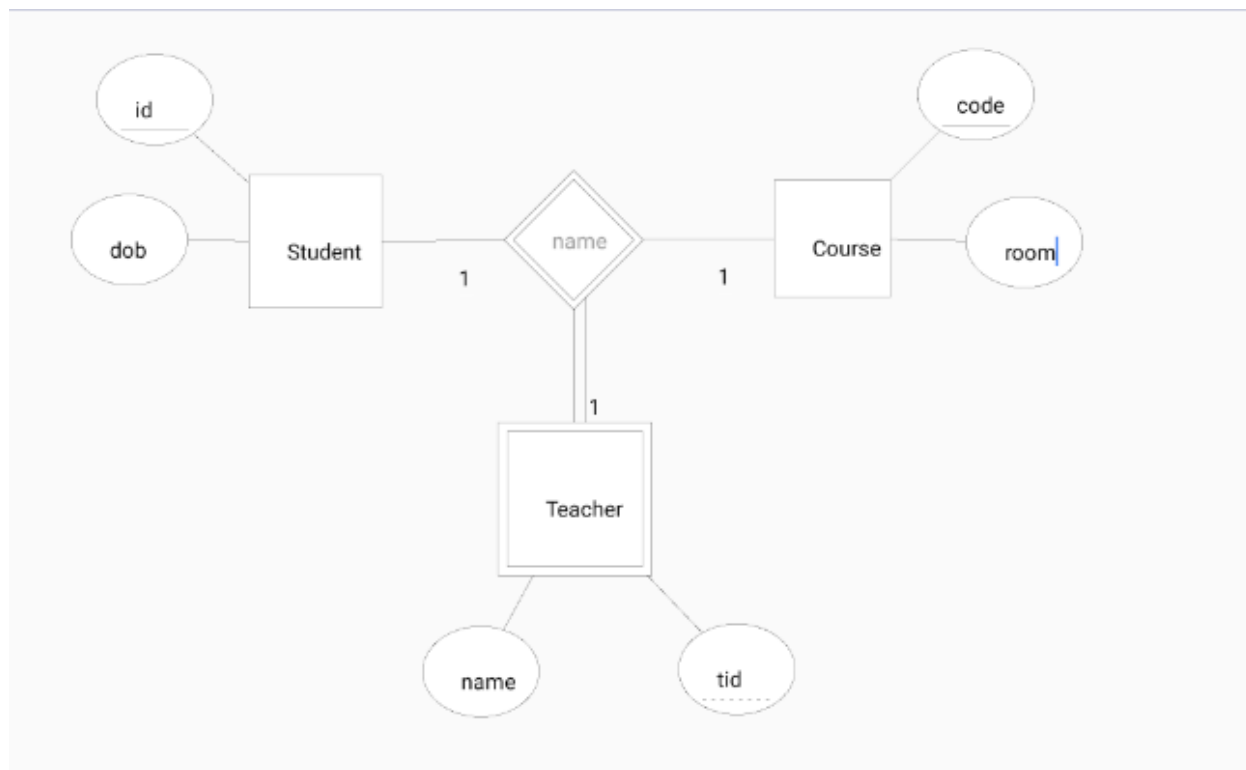 id
code
dob
Student
name
Course
room
1
1
1
Teacher
name
tid